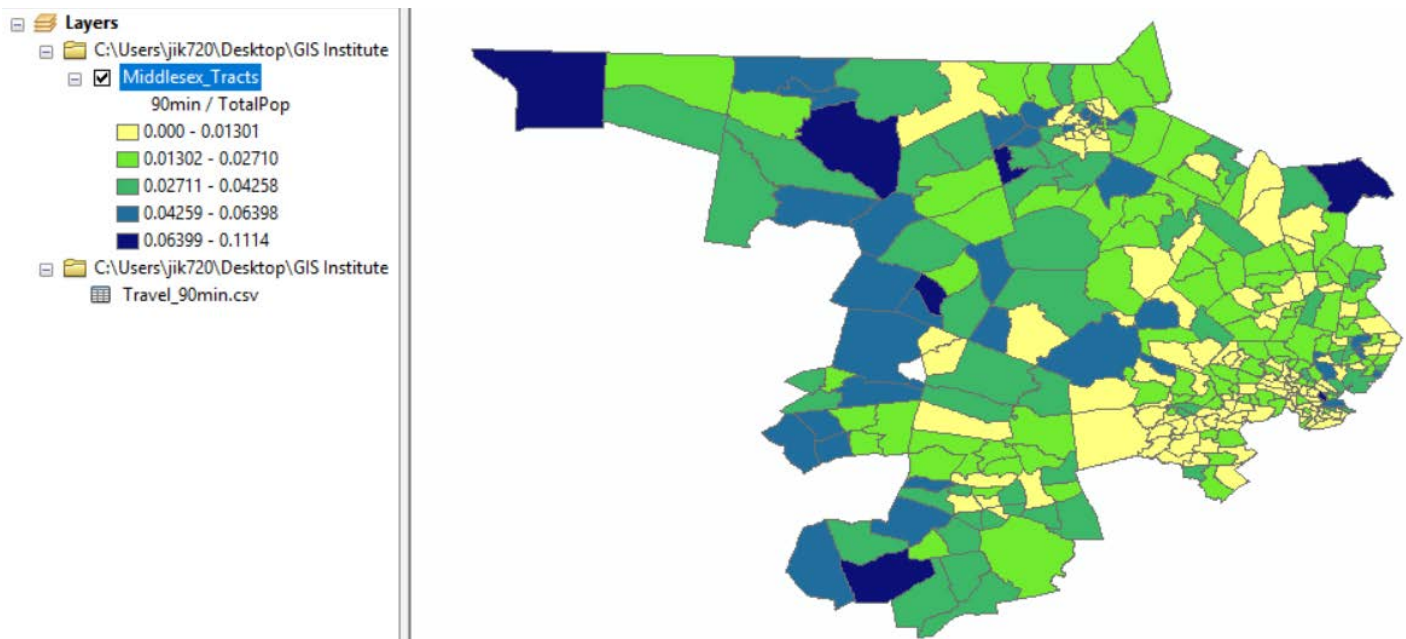 Layers
C:\Users\jik720\Desktop\GIS Institute
Middlesex_Tracts
90min / TotalPop
0.000 - 0.01301
0.01302 - 0.02710
0.02711 - 0.04258
0.04259 - 0.06398
0.06399 - 0.1114
C:\Users\jik720\Desktop\GIS Institute
Travel_90min.csv